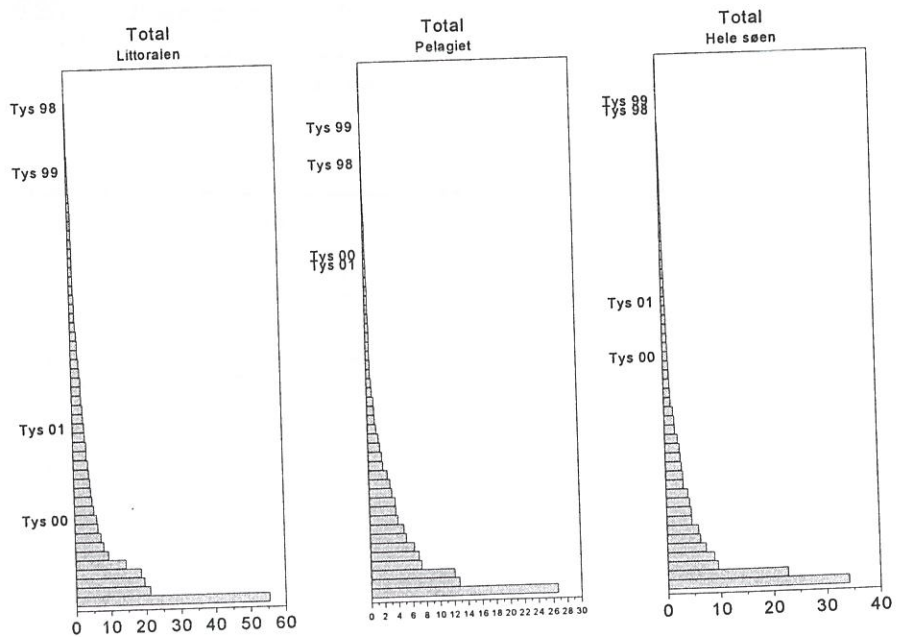 Total
Littoraien
Tys 98
Tys 99
Tys 01
Tys 00
0 10 20 30 40 50 60
Total
Pelagiet
Tys 99
Tys 98
Tys 00
Tys 01
0 2 4 6 8 10 12 14 16 18 20 22 24 26 28 30
Total
Hele søen
Tys 99
Tys 98
Tys 01
Tys 00
0 10 20 30 40